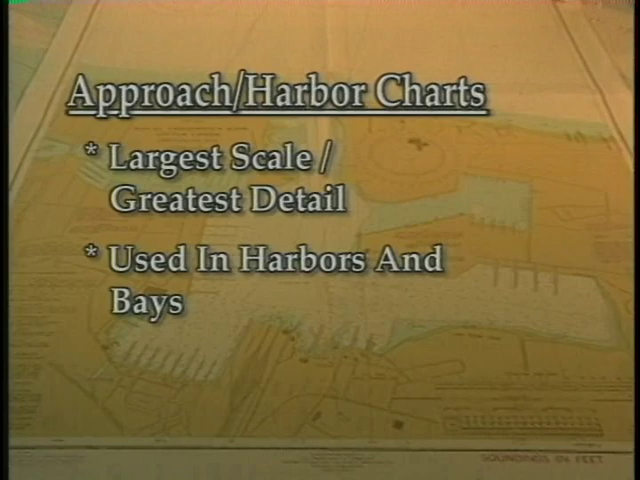 Approach/Harbor Charts
* Largest Scale /
Greatest Detail
* Used In Harbors And
Bays
SOUNDINGS IN FEET